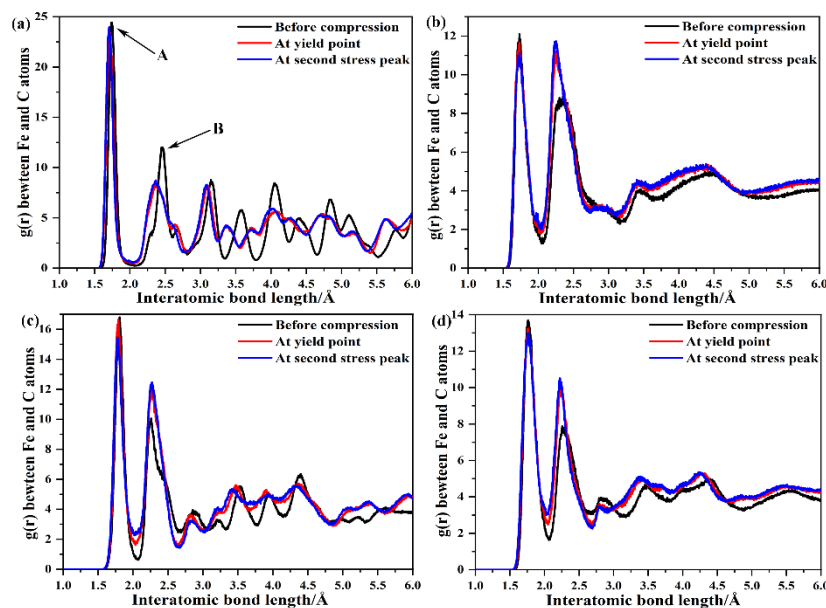 (a)
A
B
Before compression
At yield point
At second stress peak
g(r) bewteen Fe and C atoms
25
20
15
10
5
0
1.0 1.5 2.0 2.5 3.0 3.5 4.0 4.5 5.0 5.5 6.0
Interatomic bond length/Å
(b)
Before compression
At yield point
At second stress peak
g(r) bewteen Fe and C atoms
12
10
8
6
4
2
0
1.0 1.5 2.0 2.5 3.0 3.5 4.0 4.5 5.0 5.5 6.0
Interatomic bond length/Å
(c)
Before compression
At yield point
At second stress peak
g(r) bewteen Fe and C atoms
16
14
12
10
8
6
4
2
0
1.0 1.5 2.0 2.5 3.0 3.5 4.0 4.5 5.0 5.5 6.0
Interatomic bond length/Å
(d)
Before compression
At yield point
At second stress peak
g(r) bewteen Fe and C atoms
14
12
10
8
6
4
2
0
1.0 1.5 2.0 2.5 3.0 3.5 4.0 4.5 5.0 5.5 6.0
Interatomic bond length/Å